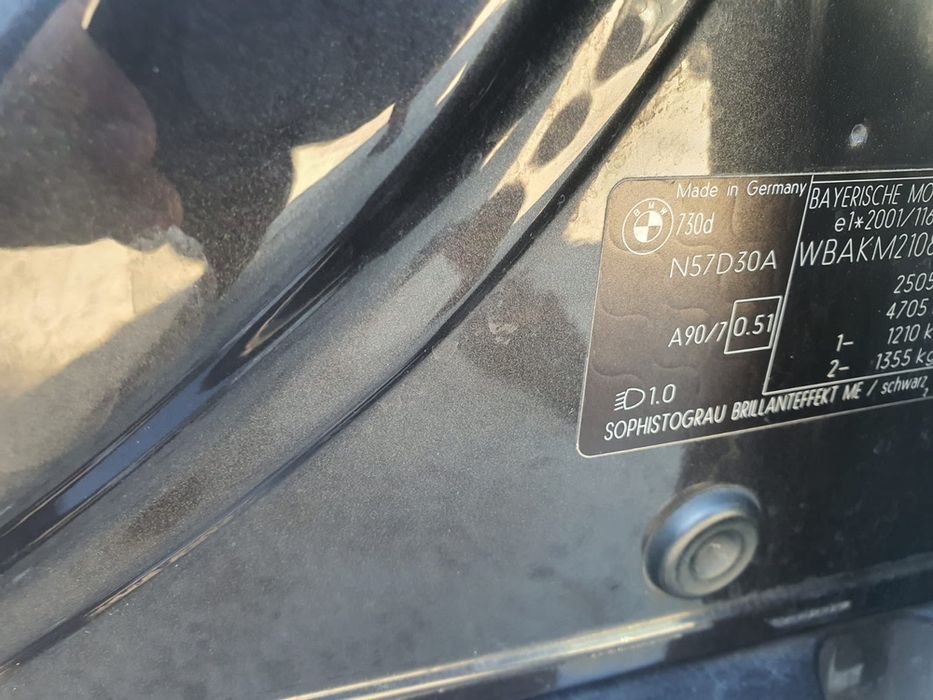 Made in Germany
BMW
730d
N57D30A
A90/7 0.51
1.0
BAYERISCHE MO
e1*2001/116
WBAKM2108
2505
4705
1- 1210 k
2- 1355 kg
SOPHISTOGRAU BRILLANTEFFEKT ME / schwarz